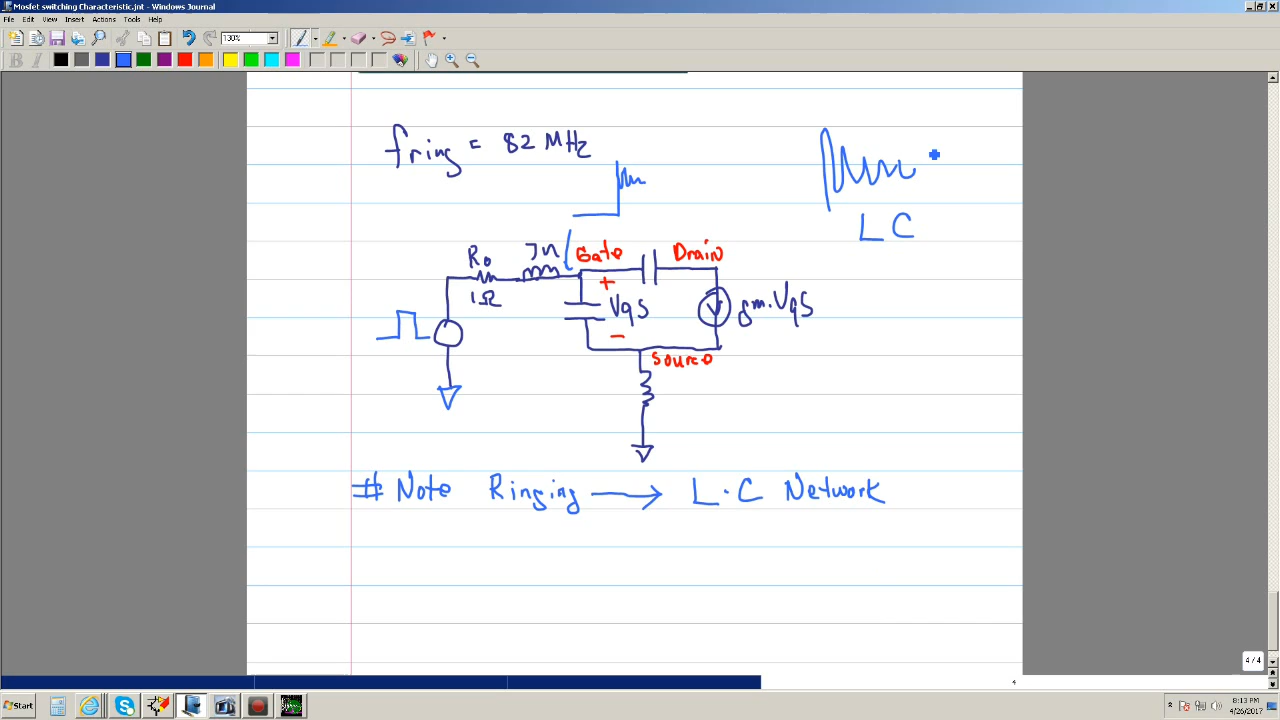 Mosfet switching Characteristic.jnt - Windows Journal
File Edit View Insert Actions Tools Help
130%
B I
fring = 82 MHz
LC
Ro
1Ω
Gate
Drain
+
VgS
-
gm.VgS
Source
# Note Ringing → L.C Network
4 / 4
4
Start
8:13 PM
4/26/2017